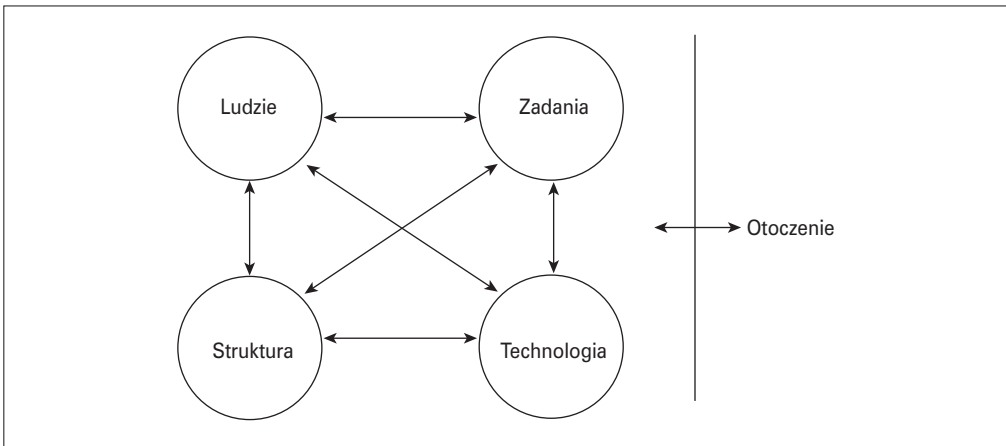 Ludzie
Zadania
Otoczenie
Struktura
Technologia